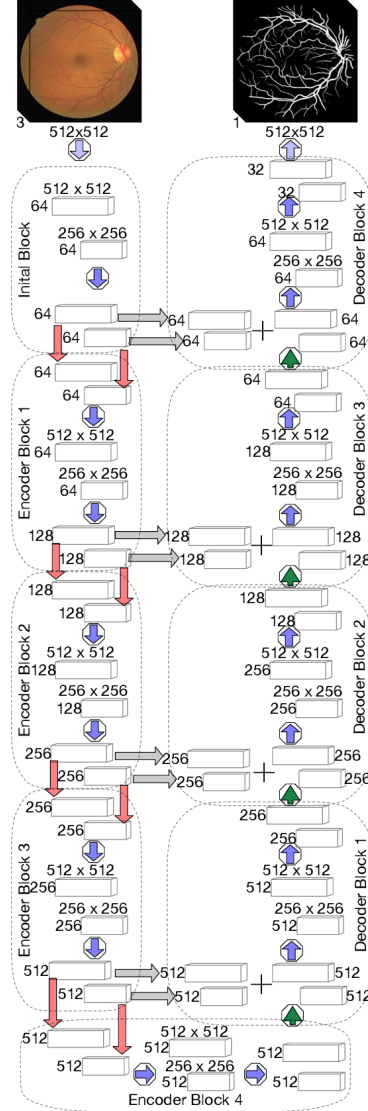 3
512x512
1
512x512
Inital Block
512 x 512
64
256 x 256
64
64
64
Encoder Block 1
64
64
512 x 512
64
256 x 256
64
128
128
Encoder Block 2
128
128
512 x 512
128
256 x 256
128
256
256
Encoder Block 3
256
256
512 x 512
256
256 x 256
256
512
512
512
512
512 x 512
512
256 x 256
512
512
512
Encoder Block 4
Decoder Block 4
32
32
512 x 512
64
256 x 256
64
64
64
64
64
+
Decoder Block 3
64
64
512 x 512
128
256 x 256
128
128
128
128
128
+
Decoder Block 2
128
128
512 x 512
256
256 x 256
256
256
256
256
256
+
Decoder Block 1
256
256
512 x 512
512
256 x 256
512
512
512
512
512
+